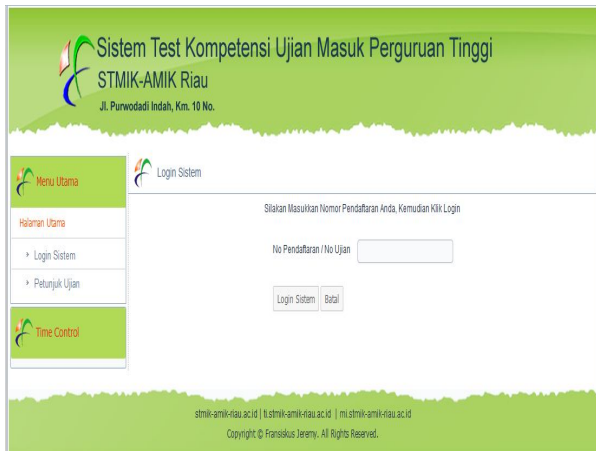 Sistem Test Kompetensi Ujian Masuk Perguruan Tinggi
STMIK-AMIK Riau
Jl. Purwodadi Indah, Km. 10 No.
Menu Utama
Halaman Utama
Login Sistem
Petunjuk Ujian
Time Control
Login Sistem
Silakan Masukkan Nomor Pendaftaran Anda, Kemudian Klik Login
No Pendaftaran / No Ujian
Login Sistem Batal
stmik-amik-riau.ac.id | ti.stmik-amik-riau.ac.id | mi.stmik-amik-riau.ac.id
Copyright © Fransiskus Jeremy. All Rights Reserved.